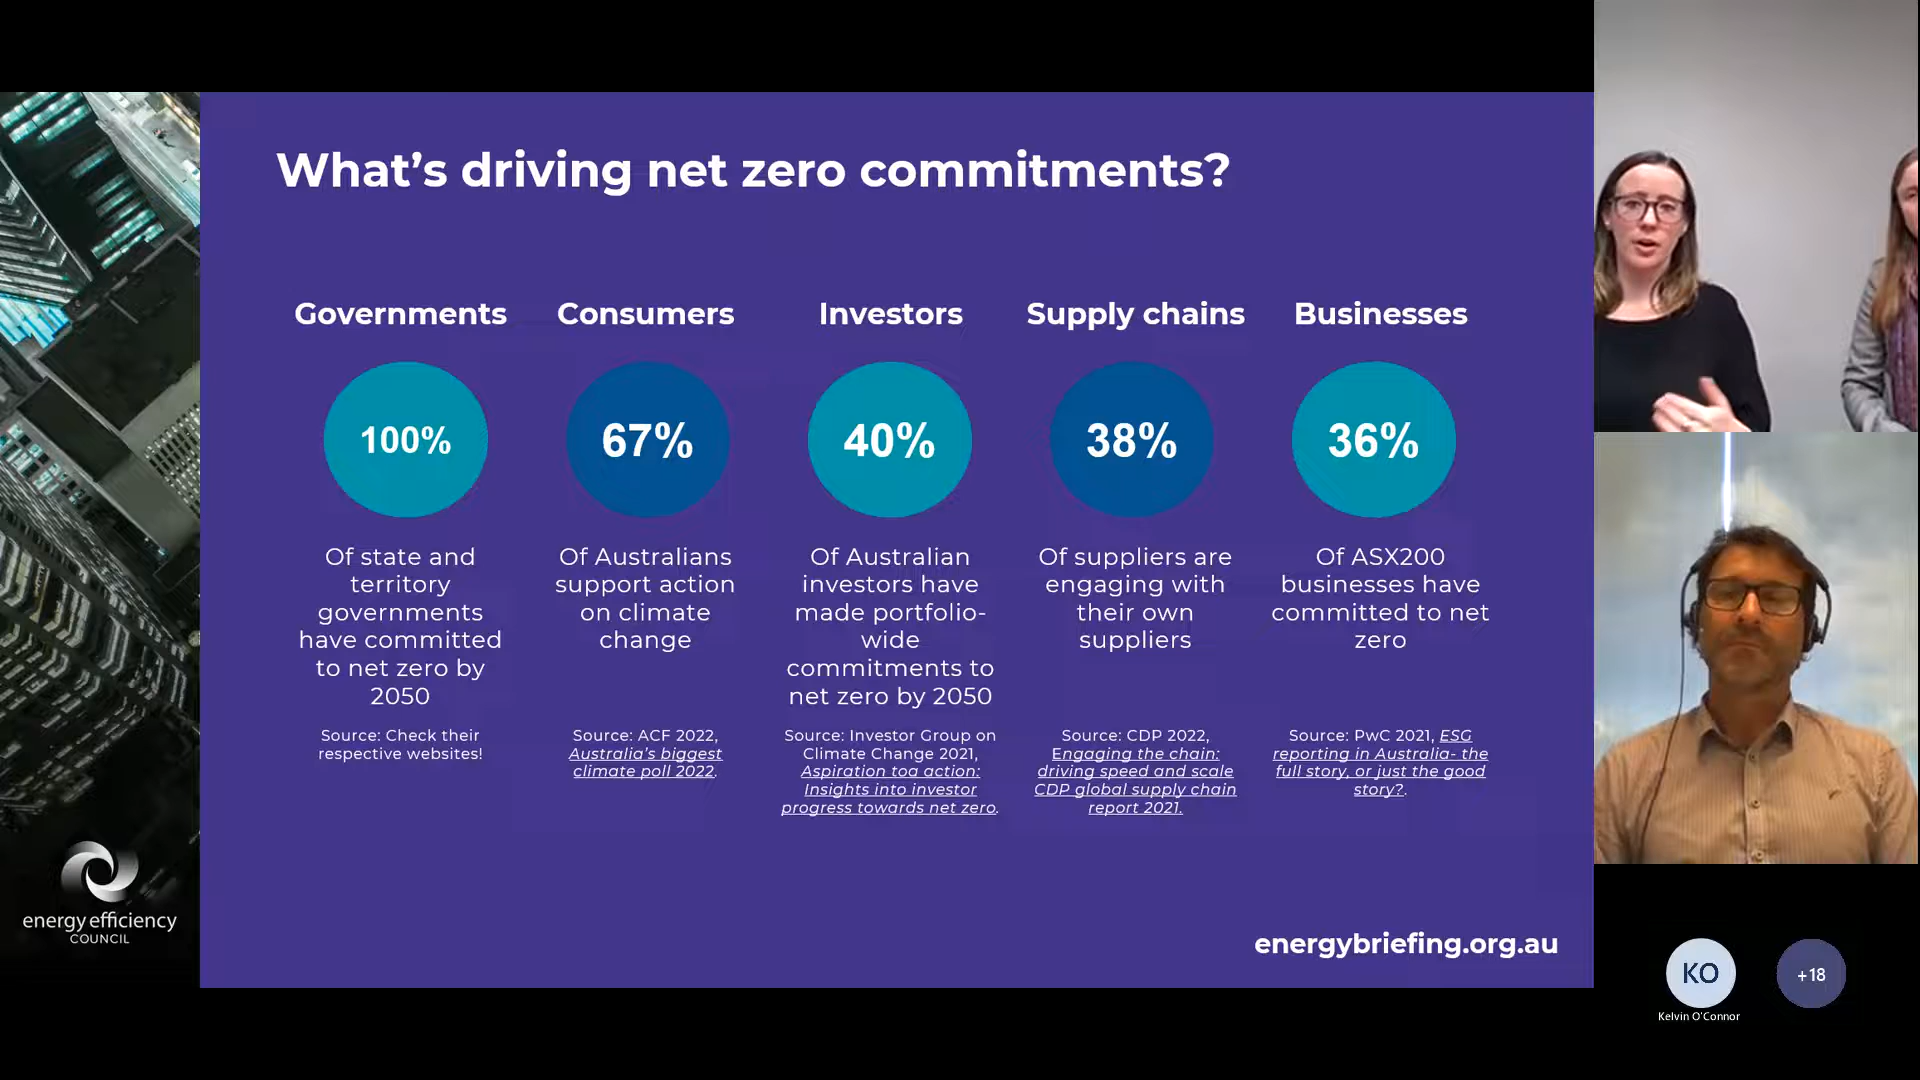 What's driving net zero commitments?
Governments
100%
Of state and
territory
governments
have committed
to net zero by
2050
Source: Check their
respective websites!
Consumers
67%
Of Australians
support action
on climate
change
Source: ACF 2022,
Australia's biggest
climate poll 2022.
Investors
40%
Of Australian
investors have
made portfolio-
wide
commitments to
net zero by 2050
Source: Investor Group on
Climate Change 2021,
Aspiration toa action:
Insights into investor
progress towards net zero.
Supply chains
38%
Of suppliers are
engaging with
their own
suppliers
Source: CDP 2022,
Engaging the chain:
driving speed and scale
CDP global supply chain
report 2021.
Businesses
36%
Of ASX200
businesses have
committed to net
zero
Source: PwC 2021, ESG
reporting in Australia- the
full story, or just the good
story?.
energy efficiency
COUNCIL
energybriefing.org.au
KO
+18
Kelvin O'Connor